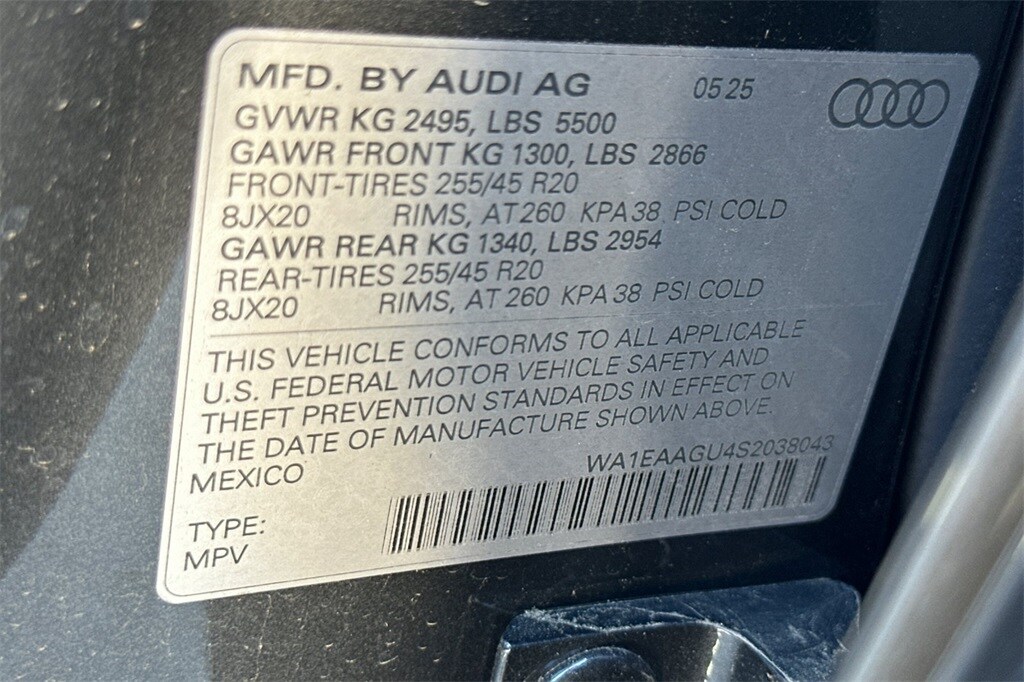 MFD. BY AUDI AG 05 25
GVWR KG 2495, LBS 5500
GAWR FRONT KG 1300, LBS 2866
FRONT-TIRES 255/45 R20
8JX20 RIMS, AT 260 KPA 38 PSI COLD
GAWR REAR KG 1340, LBS 2954
REAR-TIRES 255/45 R20
8JX20 RIMS, AT 260 KPA 38 PSI COLD
THIS VEHICLE CONFORMS TO ALL APPLICABLE
U.S. FEDERAL MOTOR VEHICLE SAFETY AND
THEFT PREVENTION STANDARDS IN EFFECT ON
THE DATE OF MANUFACTURE SHOWN ABOVE.
MEXICO WA1EAAGU4S2038043
TYPE:
MPV